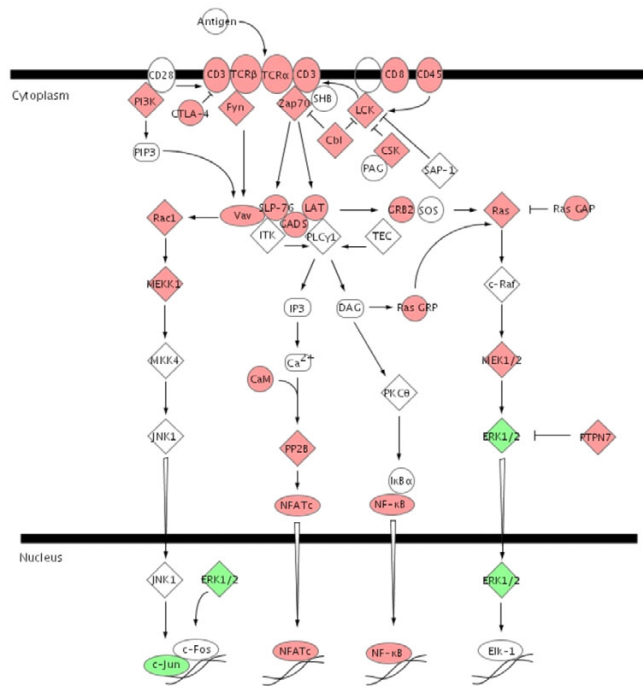 Antigen
CD28 CD3 TCRβ TCRα CD3 CD8 CD45
Cytoplasm
PI3K CTLA-4 Fyn Zap70 SHB LCK
Cbl CSK
PIP3 PAG SAP-1
Rac1 Vav SLP-76 LAT GRB2 SOS Ras Ras GAP
GADS
ITK PLCγ1 TEC
MEKK1 c-Raf
IP3 DAG Ras GRP
MKK4 Ca2+ MEK1/2
CaM PKCθ
JNK1 PP2B ERK1/2 PTPN7
IκBα
NFATc NF-κB
Nucleus
JNK1 ERK1/2 ERK1/2
c-Fos NFATc NF-κB Elk-1
c-Jun